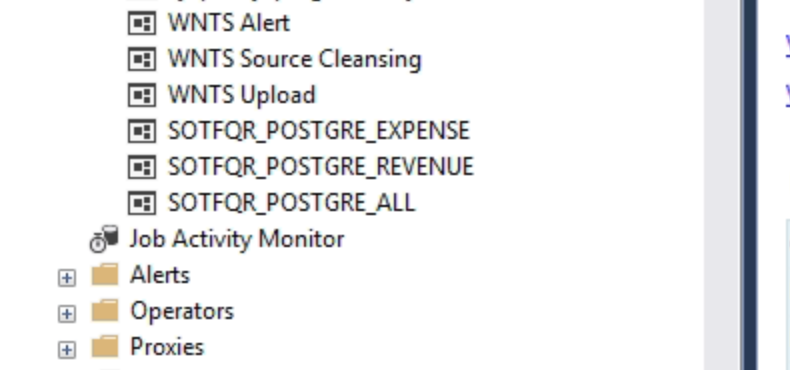 WNTS Alert
WNTS Source Cleansing
WNTS Upload
SOTFQR_POSTGRE_EXPENSE
SOTFQR_POSTGRE_REVENUE
SOTFQR_POSTGRE_ALL
Job Activity Monitor
Alerts
Operators
Proxies